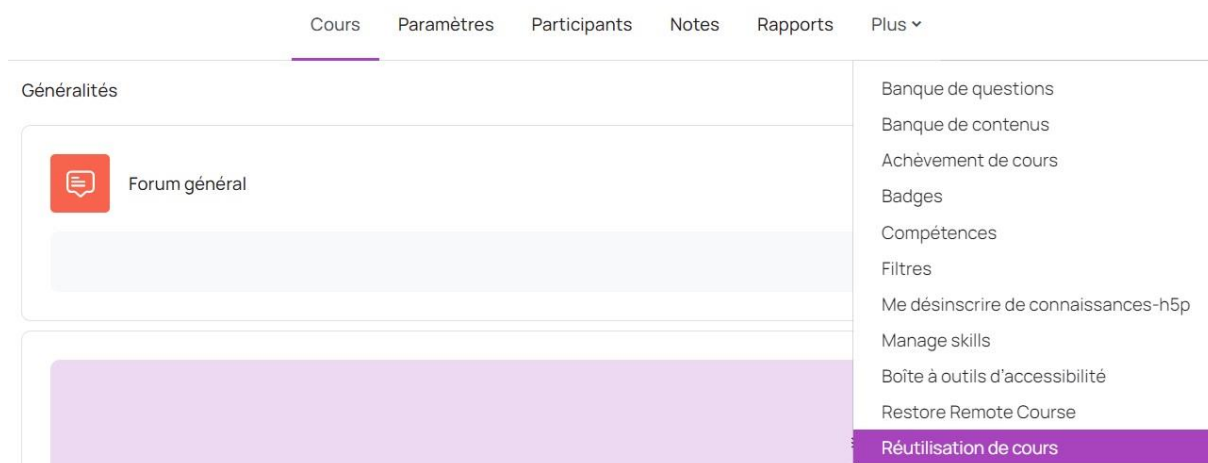 Cours Paramètres Participants Notes Rapports Plus
Généralités
Forum général
Banque de questions
Banque de contenus
Achèvement de cours
Badges
Compétences
Filtres
Me désinscrire de connaissances-h5p
Manage skills
Boîte à outils d'accessibilité
Restore Remote Course
Réutilisation de cours